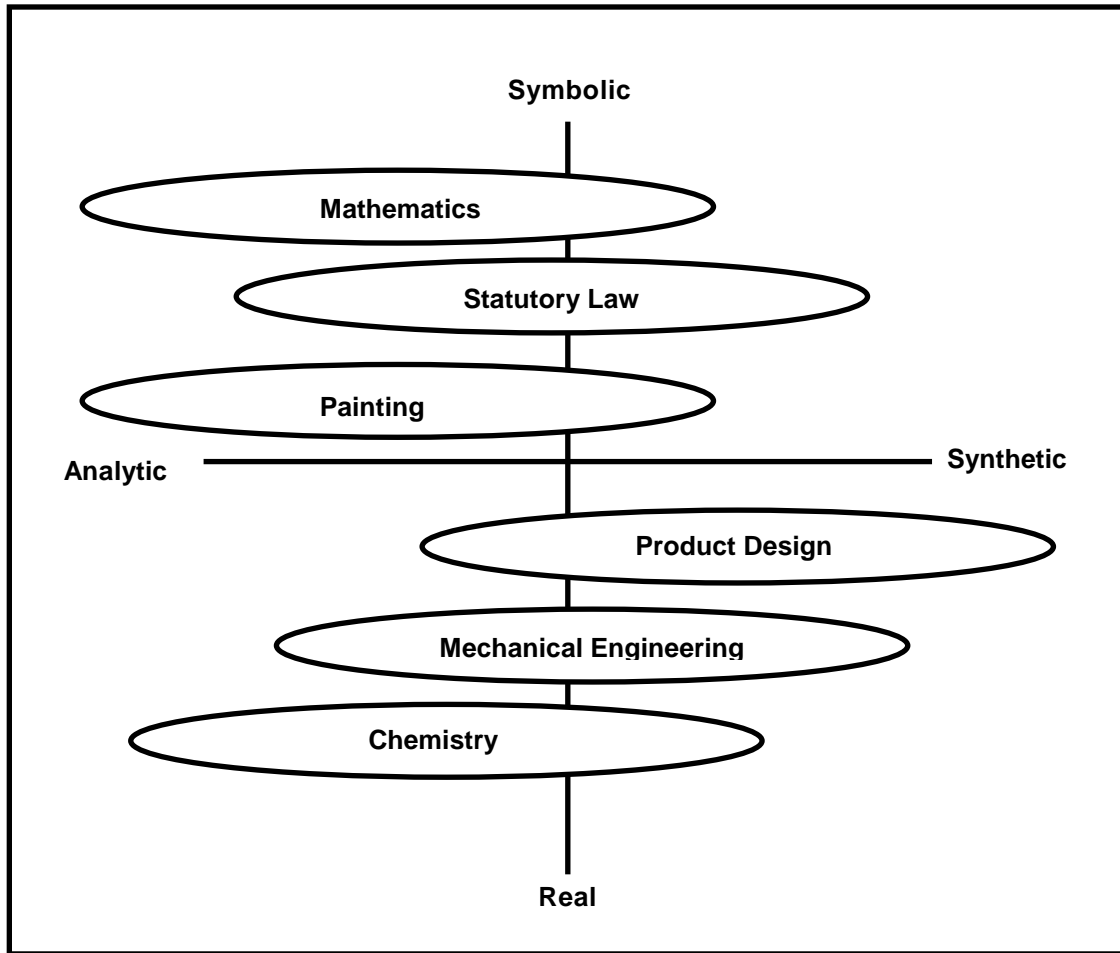 Symbolic
Mathematics
Statutory Law
Painting
Analytic
Synthetic
Product Design
Mechanical Engineering
Chemistry
Real